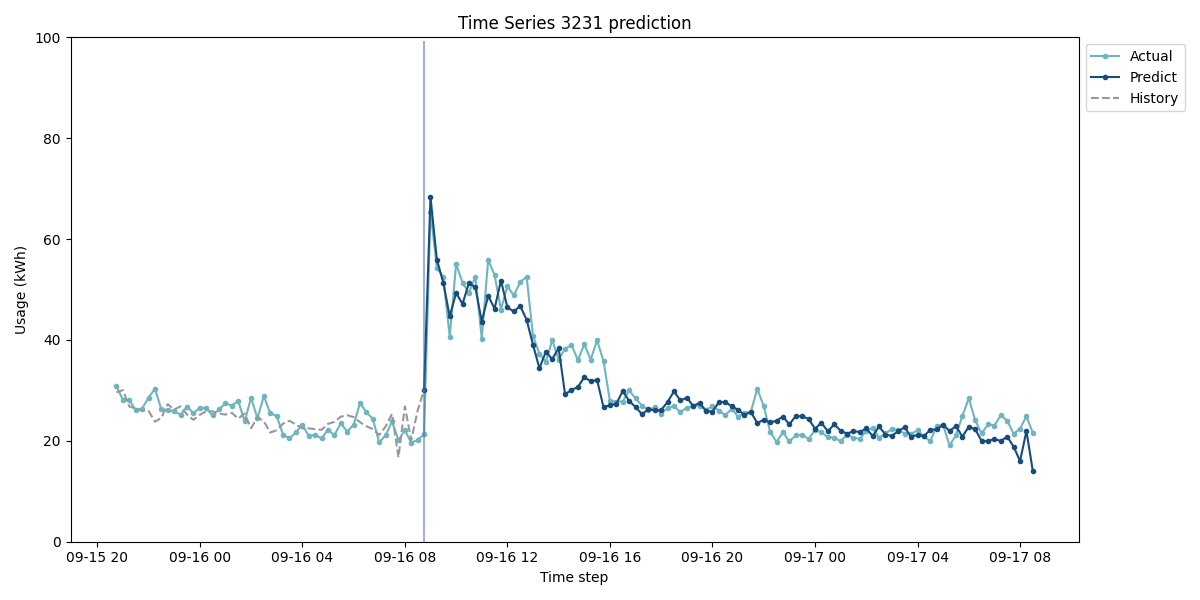 Time Series 3231 prediction
Actual
Predict
History
Usage (kWh)
100
80
60
40
20
0
09-15 20
09-16 00
09-16 04
09-16 08
09-16 12
09-16 16
09-16 20
09-17 00
09-17 04
09-17 08
Time step